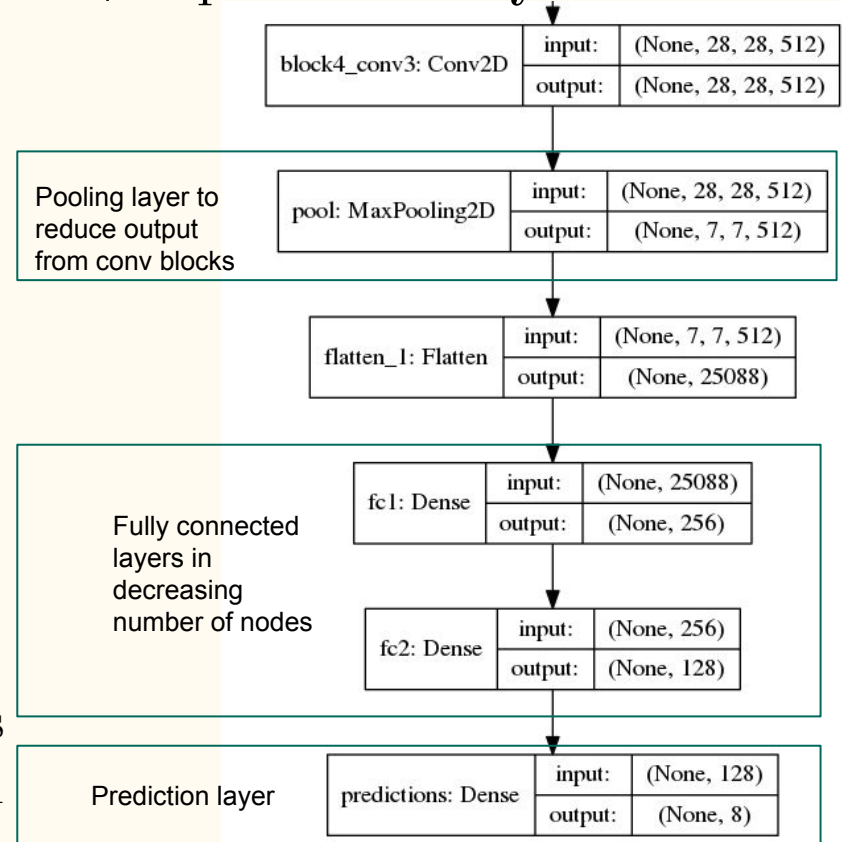 block4_conv3: Conv2D
input: (None, 28, 28, 512)
output: (None, 28, 28, 512)
Pooling layer to
reduce output
from conv blocks
pool: MaxPooling2D
input: (None, 28, 28, 512)
output: (None, 7, 7, 512)
flatten_1: Flatten
input: (None, 7, 7, 512)
output: (None, 25088)
Fully connected
layers in
decreasing
number of nodes
fc1: Dense
input: (None, 25088)
output: (None, 256)
fc2: Dense
input: (None, 256)
output: (None, 128)
Prediction layer
predictions: Dense
input: (None, 128)
output: (None, 8)